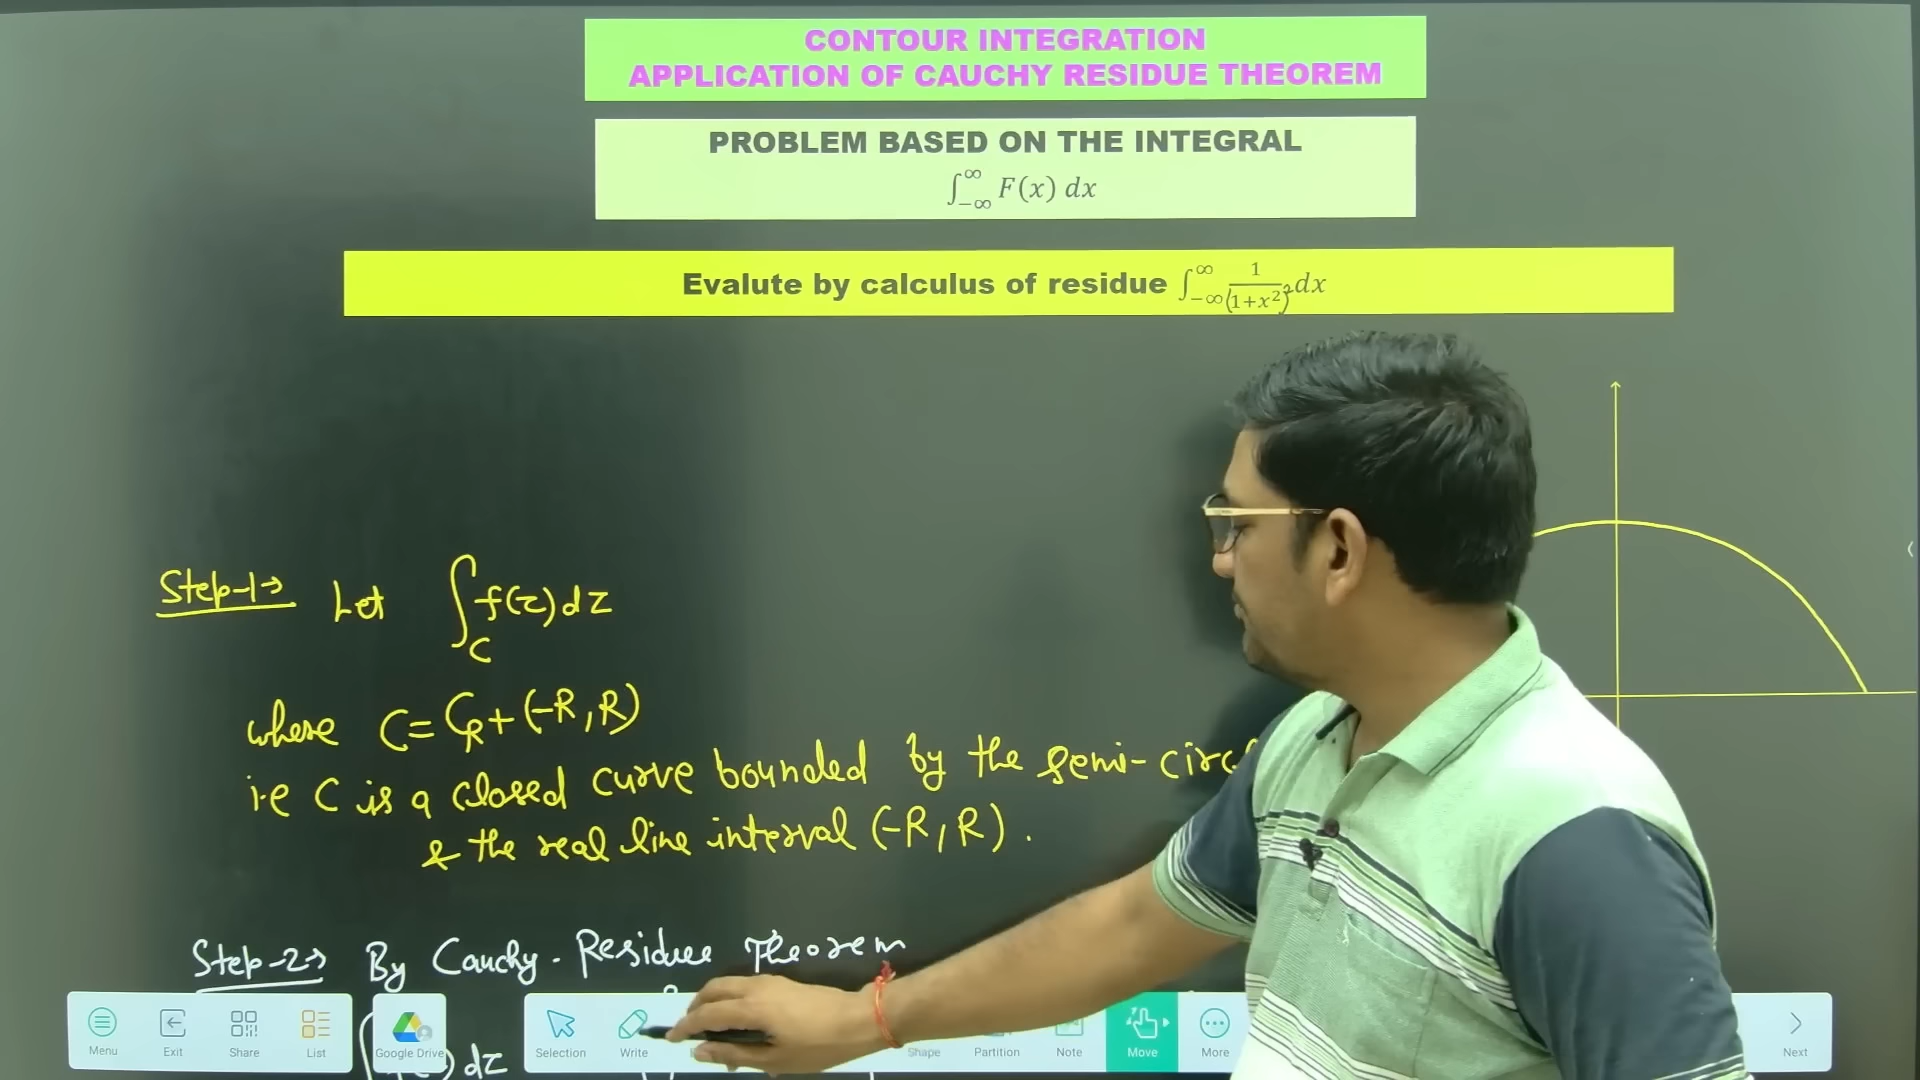 CONTOUR INTEGRATION
APPLICATION OF CAUCHY RESIDUE THEOREM
PROBLEM BASED ON THE INTEGRAL
∫_{-∞}^{∞} F(x) dx
Evalute by calculus of residue ∫_{-∞}^{∞} 1/(1+x²)² dx
Step-1→ Let ∫_C f(z)dz
where C = C_R + (-R, R)
i.e C is a closed curve bounded by the semi-circ
& the real line interval (-R, R).
Step-2→ By Cauchy-Residue Theorem
dz
Menu Exit Share List Google Drive Selection Write Shape Partition Note Move More Next